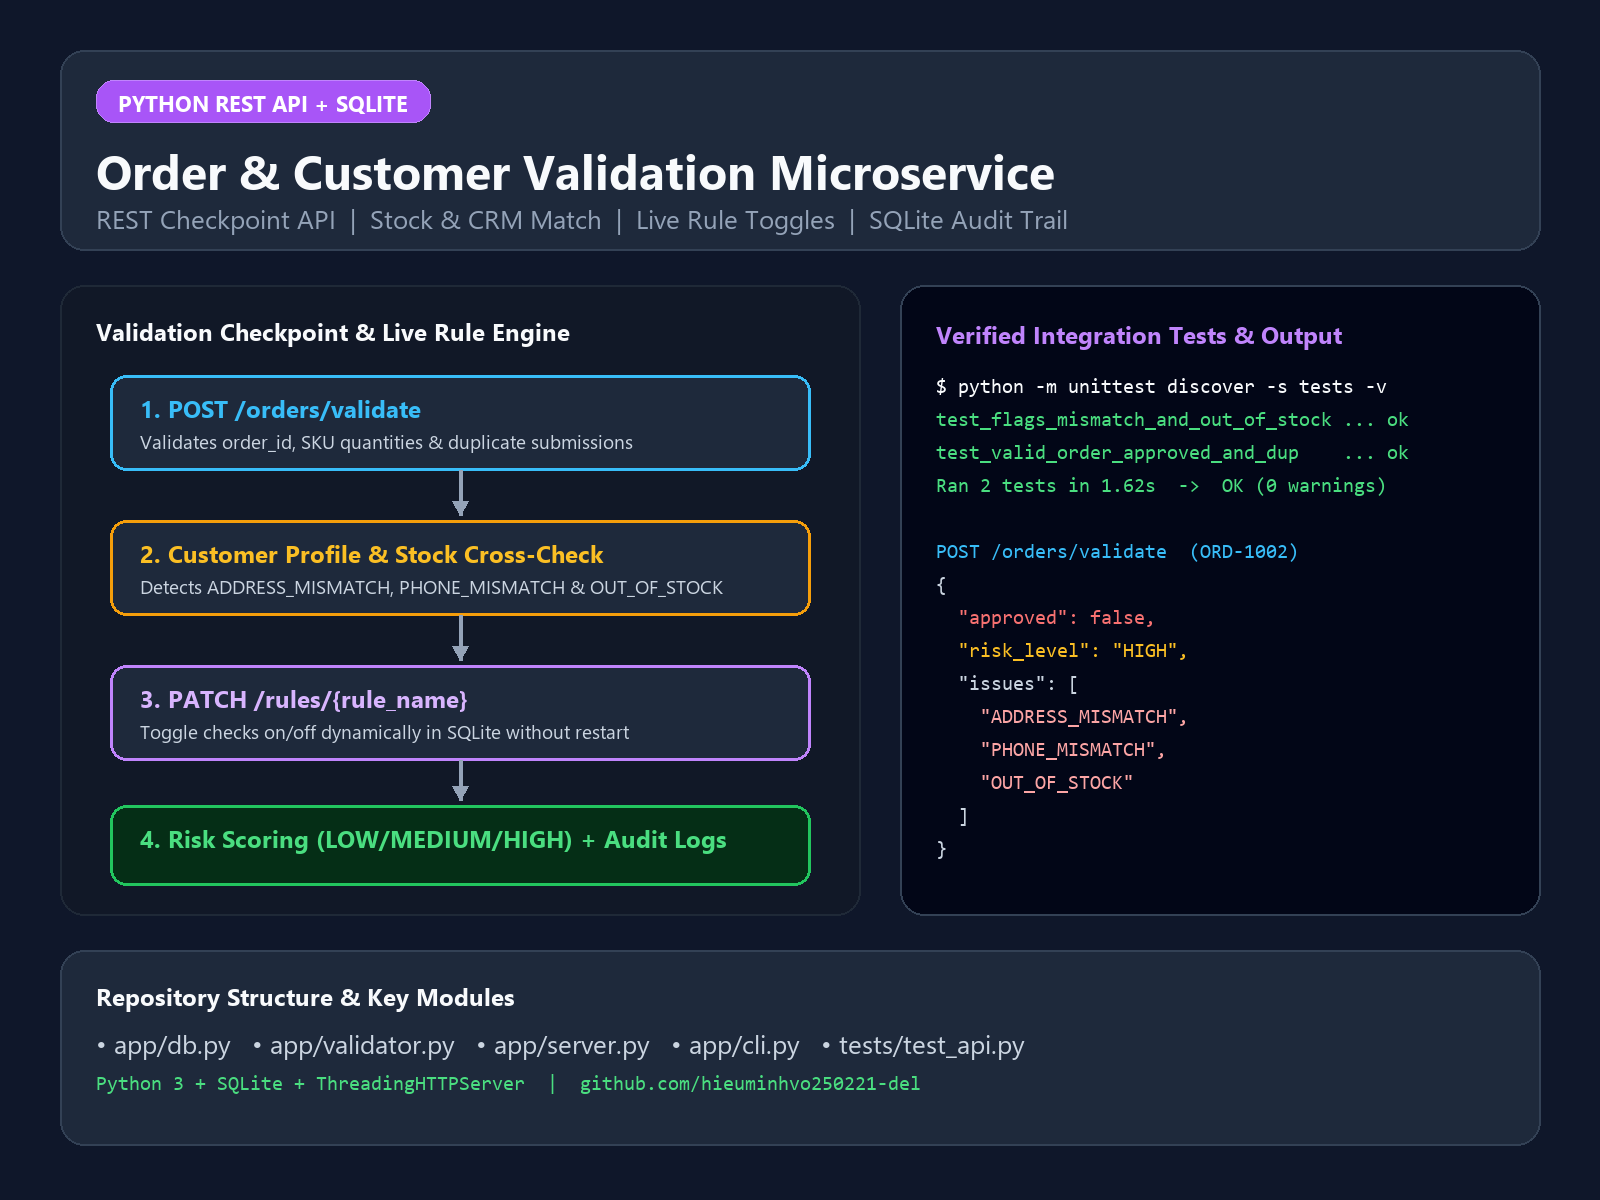 PYTHON REST API + SQLITE
Order & Customer Validation Microservice
REST Checkpoint API | Stock & CRM Match | Live Rule Toggles | SQLite Audit Trail
Validation Checkpoint & Live Rule Engine
1. POST /orders/validate
Validates order_id, SKU quantities & duplicate submissions
2. Customer Profile & Stock Cross-Check
Detects ADDRESS_MISMATCH, PHONE_MISMATCH & OUT_OF_STOCK
3. PATCH /rules/{rule_name}
Toggle checks on/off dynamically in SQLite without restart
4. Risk Scoring (LOW/MEDIUM/HIGH) + Audit Logs
Verified Integration Tests & Output
$ python -m unittest discover -s tests -v
test_flags_mismatch_and_out_of_stock ... ok
test_valid_order_approved_and_dup    ... ok
Ran 2 tests in 1.62s  ->  OK (0 warnings)
POST /orders/validate  (ORD-1002)
{
  "approved": false,
  "risk_level": "HIGH",
  "issues": [
    "ADDRESS_MISMATCH",
    "PHONE_MISMATCH",
    "OUT_OF_STOCK"
  ]
}
Repository Structure & Key Modules
• app/db.py   • app/validator.py   • app/server.py   • app/cli.py   • tests/test_api.py
Python 3 + SQLite + ThreadingHTTPServer  |  github.com/hieuminhvo250221-del